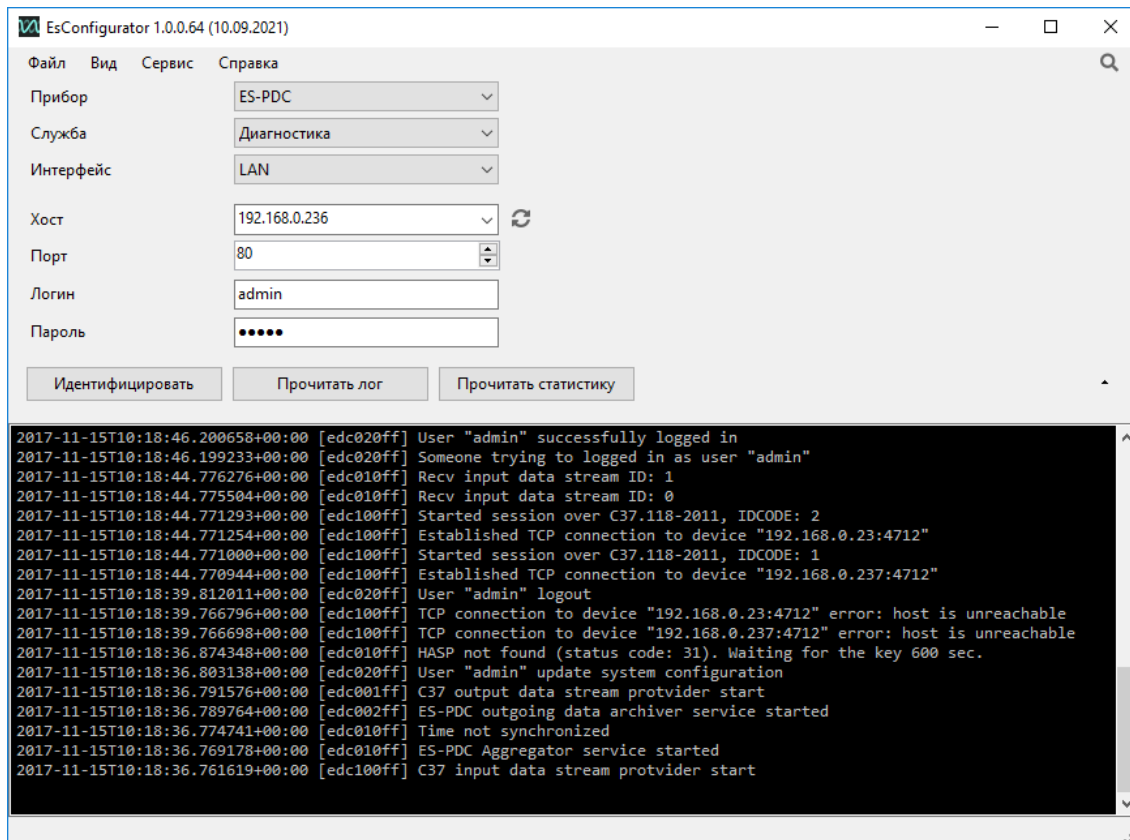 EsConfigurator 1.0.0.64 (10.09.2021)
Файл Вид Сервис Справка
Прибор ES-PDC
Служба Диагностика
Интерфейс LAN
Хост 192.168.0.236
Порт 80
Логин admin
Пароль •••••
Идентифицировать Прочитать лог Прочитать статистику
2017-11-15T10:18:46.200658+00:00 [edc020ff] User "admin" successfully logged in
2017-11-15T10:18:46.199233+00:00 [edc020ff] Someone trying to logged in as user "admin"
2017-11-15T10:18:44.776276+00:00 [edc010ff] Recv input data stream ID: 1
2017-11-15T10:18:44.775504+00:00 [edc010ff] Recv input data stream ID: 0
2017-11-15T10:18:44.771293+00:00 [edc100ff] Started session over C37.118-2011, IDCODE: 2
2017-11-15T10:18:44.771254+00:00 [edc100ff] Established TCP connection to device "192.168.0.23:4712"
2017-11-15T10:18:44.771000+00:00 [edc100ff] Started session over C37.118-2011, IDCODE: 1
2017-11-15T10:18:44.770944+00:00 [edc100ff] Established TCP connection to device "192.168.0.237:4712"
2017-11-15T10:18:39.812011+00:00 [edc020ff] User "admin" logout
2017-11-15T10:18:39.766796+00:00 [edc100ff] TCP connection to device "192.168.0.23:4712" error: host is unreachable
2017-11-15T10:18:39.766698+00:00 [edc100ff] TCP connection to device "192.168.0.237:4712" error: host is unreachable
2017-11-15T10:18:36.874348+00:00 [edc010ff] HASP not found (status code: 31). Waiting for the key 600 sec.
2017-11-15T10:18:36.803138+00:00 [edc020ff] User "admin" update system configuration
2017-11-15T10:18:36.791576+00:00 [edc001ff] C37 output data stream protvider start
2017-11-15T10:18:36.789764+00:00 [edc002ff] ES-PDC outgoing data archiver service started
2017-11-15T10:18:36.774741+00:00 [edc010ff] Time not synchronized
2017-11-15T10:18:36.769178+00:00 [edc010ff] ES-PDC Aggregator service started
2017-11-15T10:18:36.761619+00:00 [edc100ff] C37 input data stream protvider start